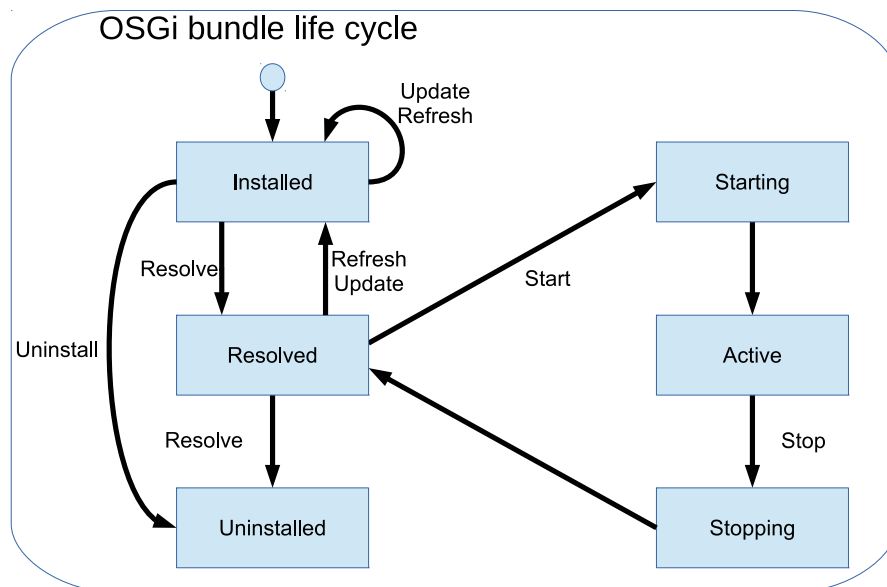 OSGi bundle life cycle
Update
Refresh
Installed
Starting
Resolve
Refresh
Update
Start
Uninstall
Resolved
Active
Resolve
Stop
Uninstalled
Stopping